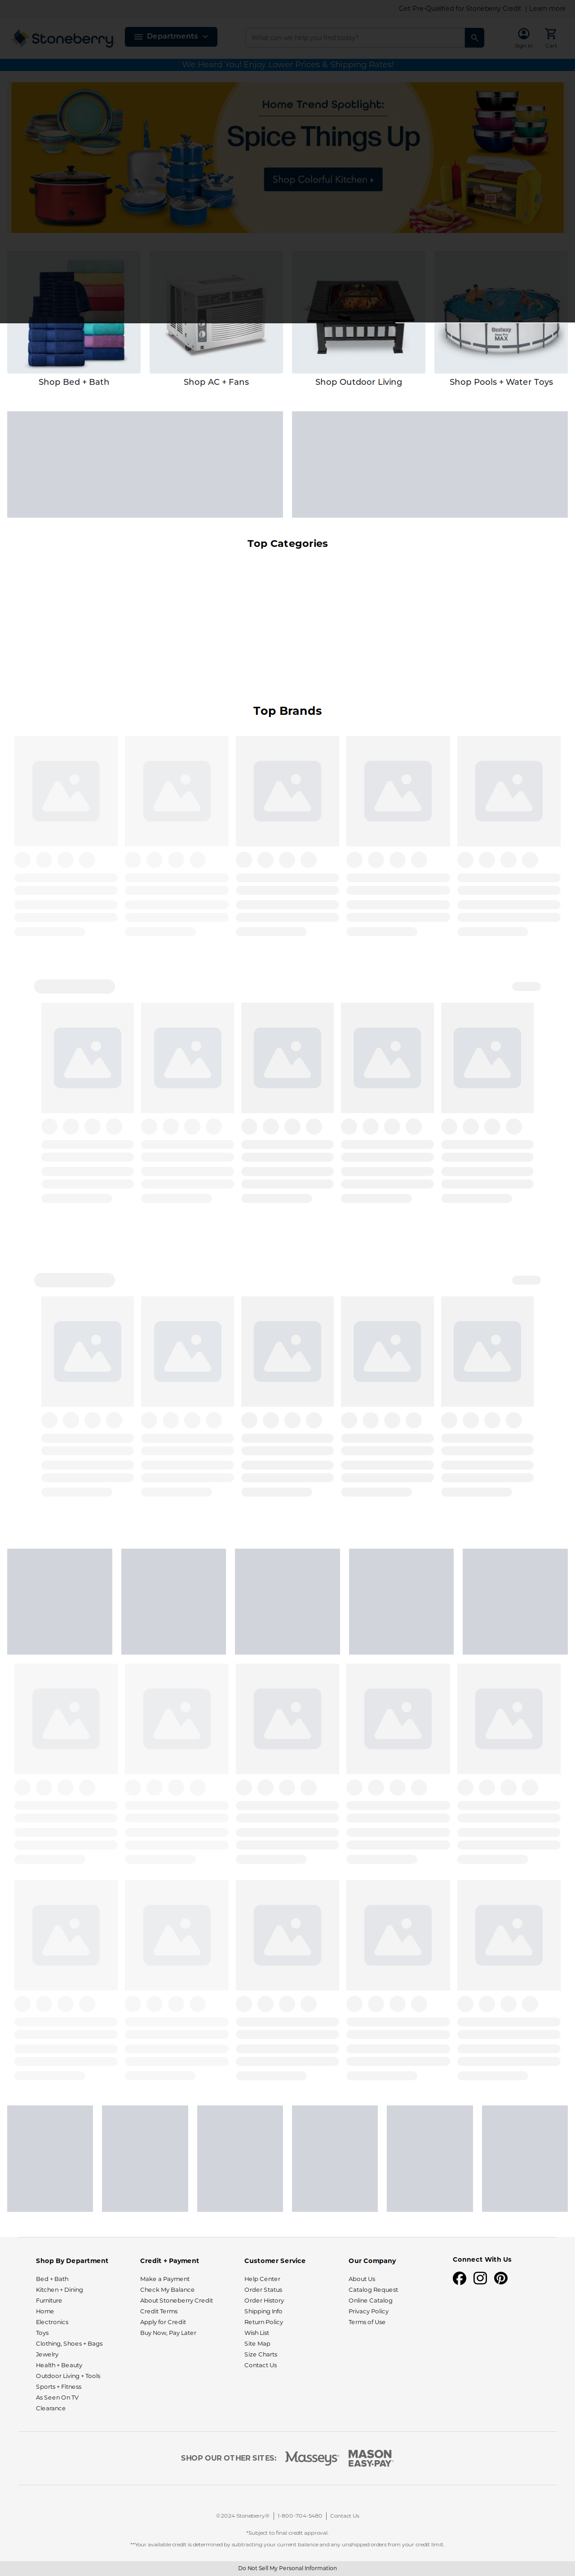 Get Pre-Qualified for Stoneberry Credit | Learn more
Stoneberry
Departments
What can we help you find today?
Sign In
Cart
We Heard You! Enjoy Lower Prices & Shipping Rates!
Home Trend Spotlight:
Spice Things Up
Shop Colorful Kitchen
Bestway
Steel Pro
MAX
Shop Bed + Bath
Shop AC + Fans
Shop Outdoor Living
Shop Pools + Water Toys
Top Categories
Top Brands
Shop By Department
Bed + Bath
Kitchen + Dining
Furniture
Home
Electronics
Toys
Clothing, Shoes + Bags
Jewelry
Health + Beauty
Outdoor Living + Tools
Sports + Fitness
As Seen On TV
Clearance
Credit + Payment
Make a Payment
Check My Balance
About Stoneberry Credit
Credit Terms
Apply for Credit
Buy Now, Pay Later
Customer Service
Help Center
Order Status
Order History
Shipping Info
Return Policy
Wish List
Site Map
Size Charts
Contact Us
Our Company
About Us
Catalog Request
Online Catalog
Privacy Policy
Terms of Use
Connect With Us
SHOP OUR OTHER SITES:
Masseys
MASON
EASY-PAY
©2024 Stoneberry® | 1-800-704-5480 | Contact Us
*Subject to final credit approval.
**Your available credit is determined by subtracting your current balance and any unshipped orders from your credit limit.
Do Not Sell My Personal Information